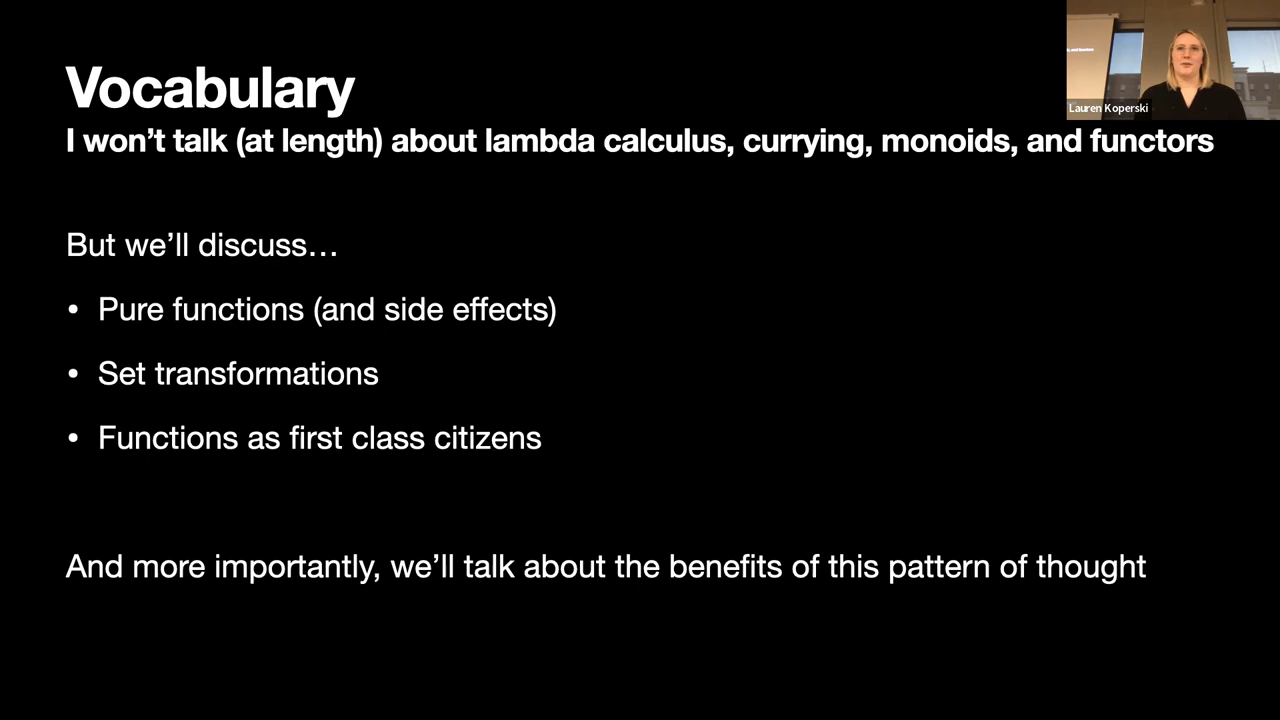 Vocabulary
I won’t talk (at length) about lambda calculus, currying, monoids, and functors
But we’ll discuss…
• Pure functions (and side effects)
• Set transformations
• Functions as first class citizens
And more importantly, we’ll talk about the benefits of this pattern of thought
Lauren Koperski